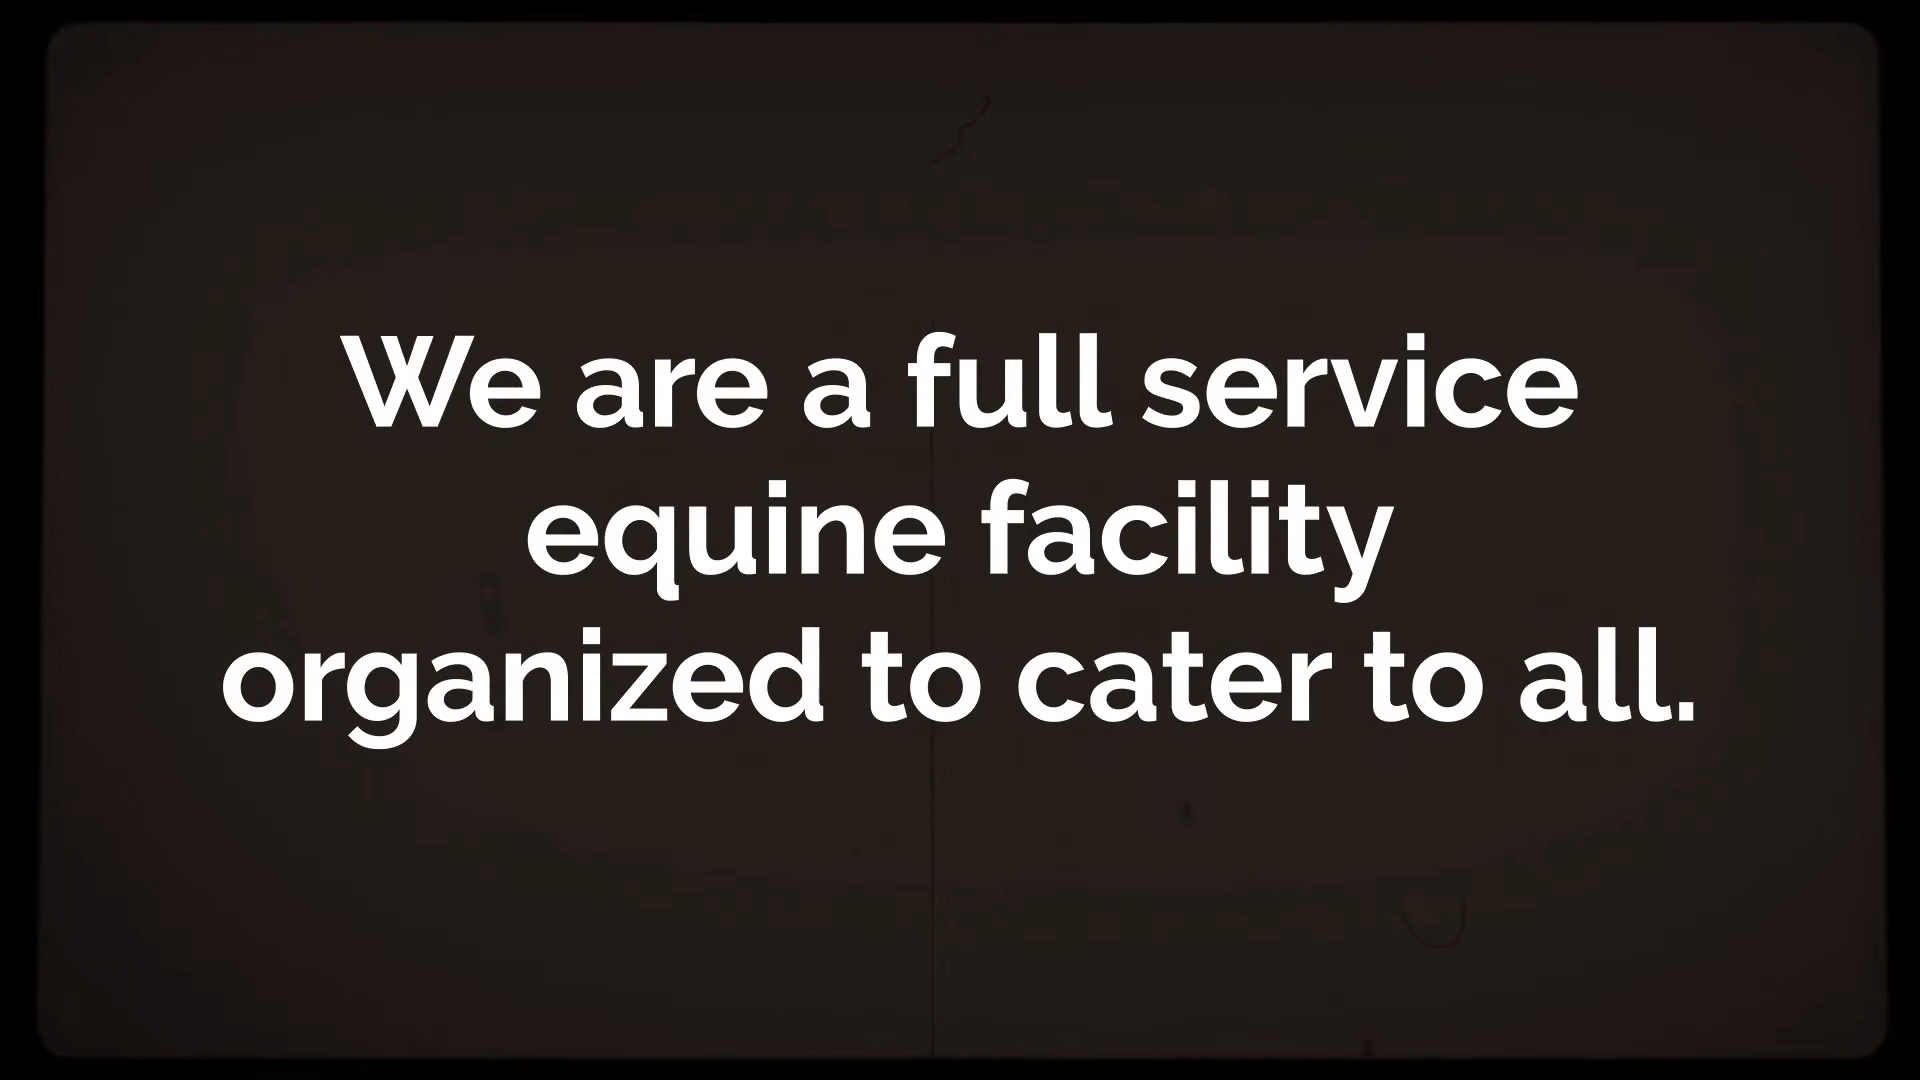 We are a full service
equine facility
organized to cater to all.